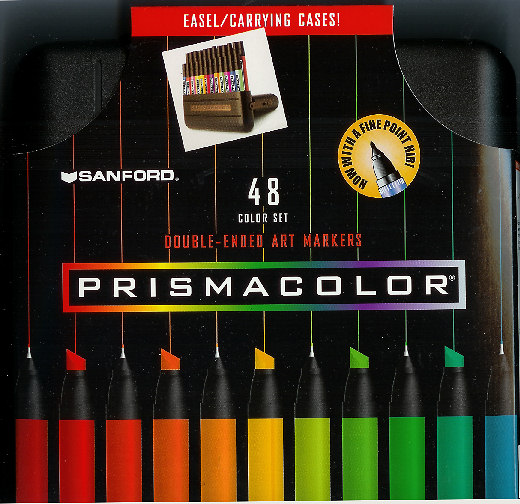 EASEL/CARRYING CASES!
NOW WITH A FINE POINT NIB!
SANFORD®
48
COLOR SET
DOUBLE-ENDED ART MARKERS
PRISMACOLOR®